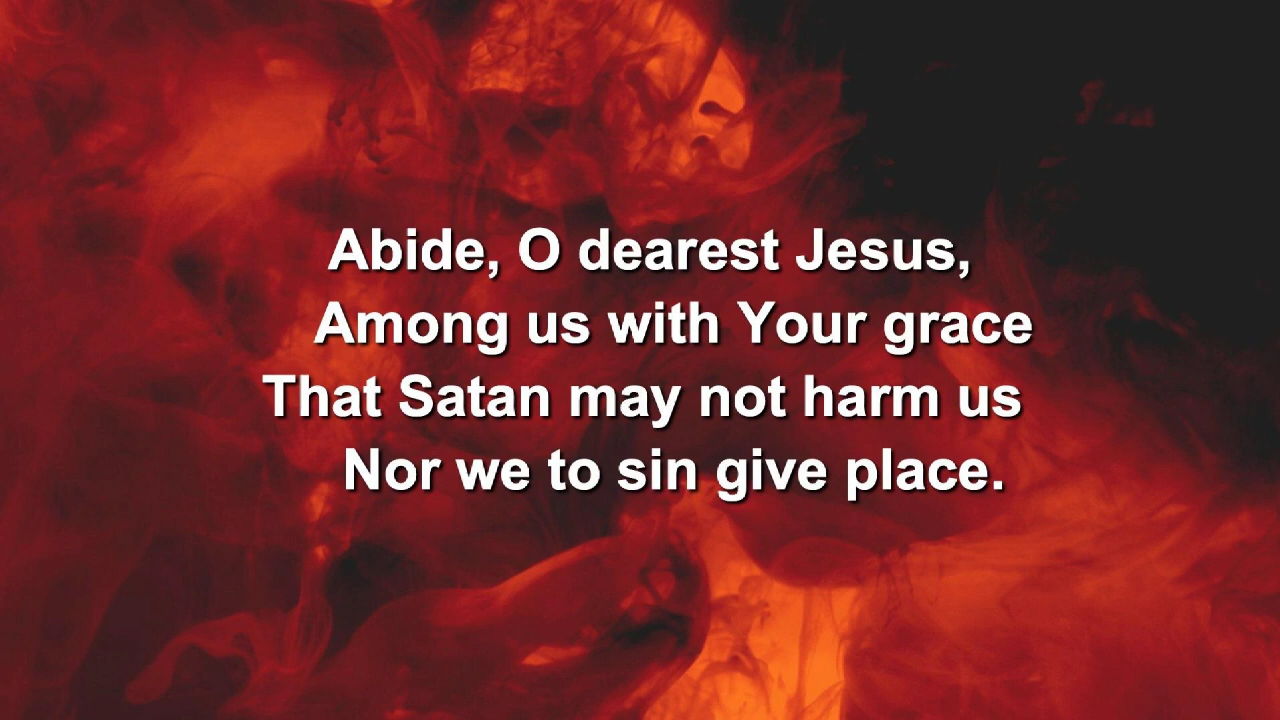 Abide, O dearest Jesus,
Among us with Your grace
That Satan may not harm us
Nor we to sin give place.